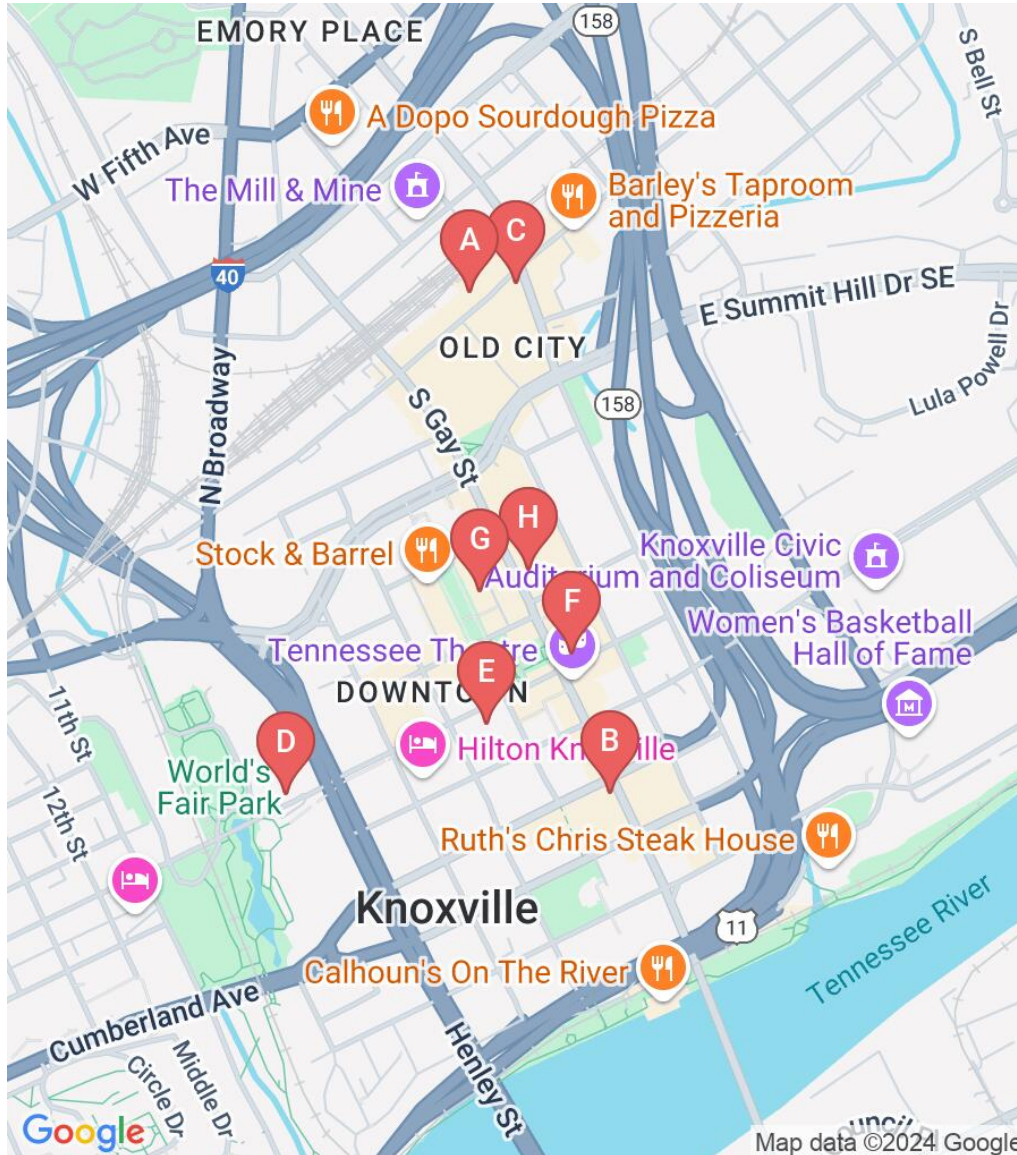 158
EMORY PLACE
S Bell St
A Dopo Sourdough Pizza
W Fifth Ave
The Mill & Mine
Barley's Taproom
and Pizzeria
A
C
40
E Summit Hill Dr SE
OLD CITY
Lula Powell Dr
N Broadway
S Gay St
158
H
G
Stock & Barrel
Knoxville Civic
Auditorium and Coliseum
F
Women's Basketball
Hall of Fame
Tennessee Theatre
E
DOWNTOWN
11th St
D
B
Hilton Knoxville
World's
Fair Park
12th St
Ruth's Chris Steak House
Knoxville
11
Tennessee River
Calhoun's On The River
Cumberland Ave
Henley St
Middle Dr
Circle Dr
Google
Map data ©2024 Google